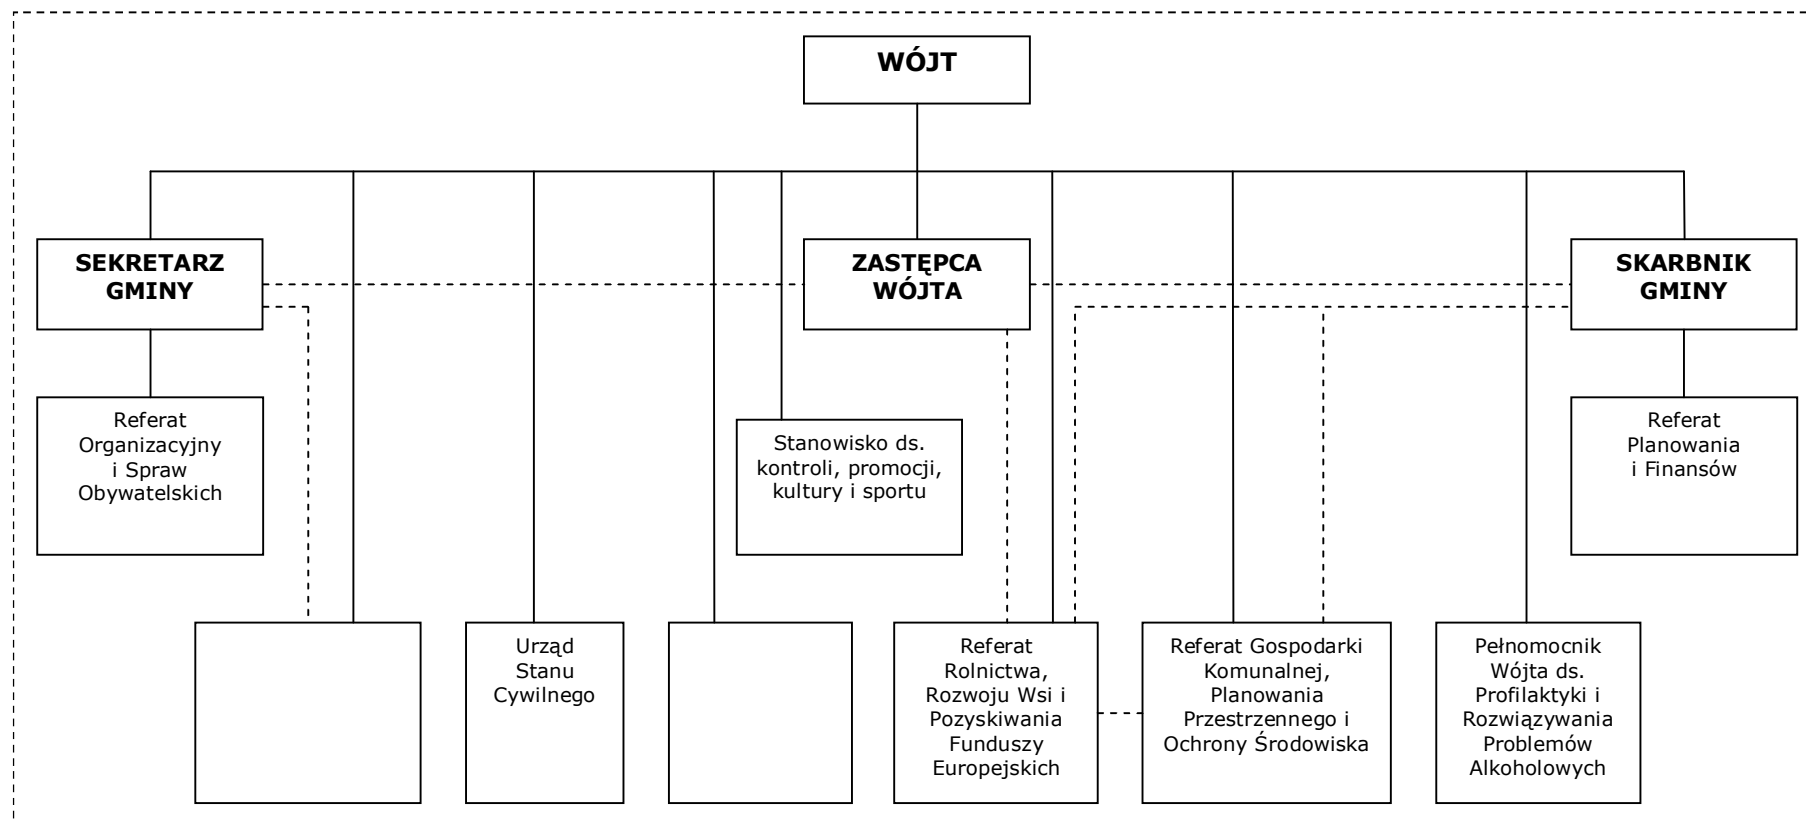 WÓJT
SEKRETARZ
GMINY
ZASTĘPCA
WÓJTA
SKARBNIK
GMINY
Referat
Organizacyjny
i Spraw
Obywatelskich
Stanowisko ds.
kontroli, promocji,
kultury i sportu
Referat
Planowania
i Finansów
Urząd
Stanu
Cywilnego
Referat
Rolnictwa,
Rozwoju Wsi i
Pozyskiwania
Funduszy
Europejskich
Referat Gospodarki
Komunalnej,
Planowania
Przestrzennego i
Ochrony Środowiska
Pełnomocnik
Wójta ds.
Profilaktyki i
Rozwiązywania
Problemów
Alkoholowych